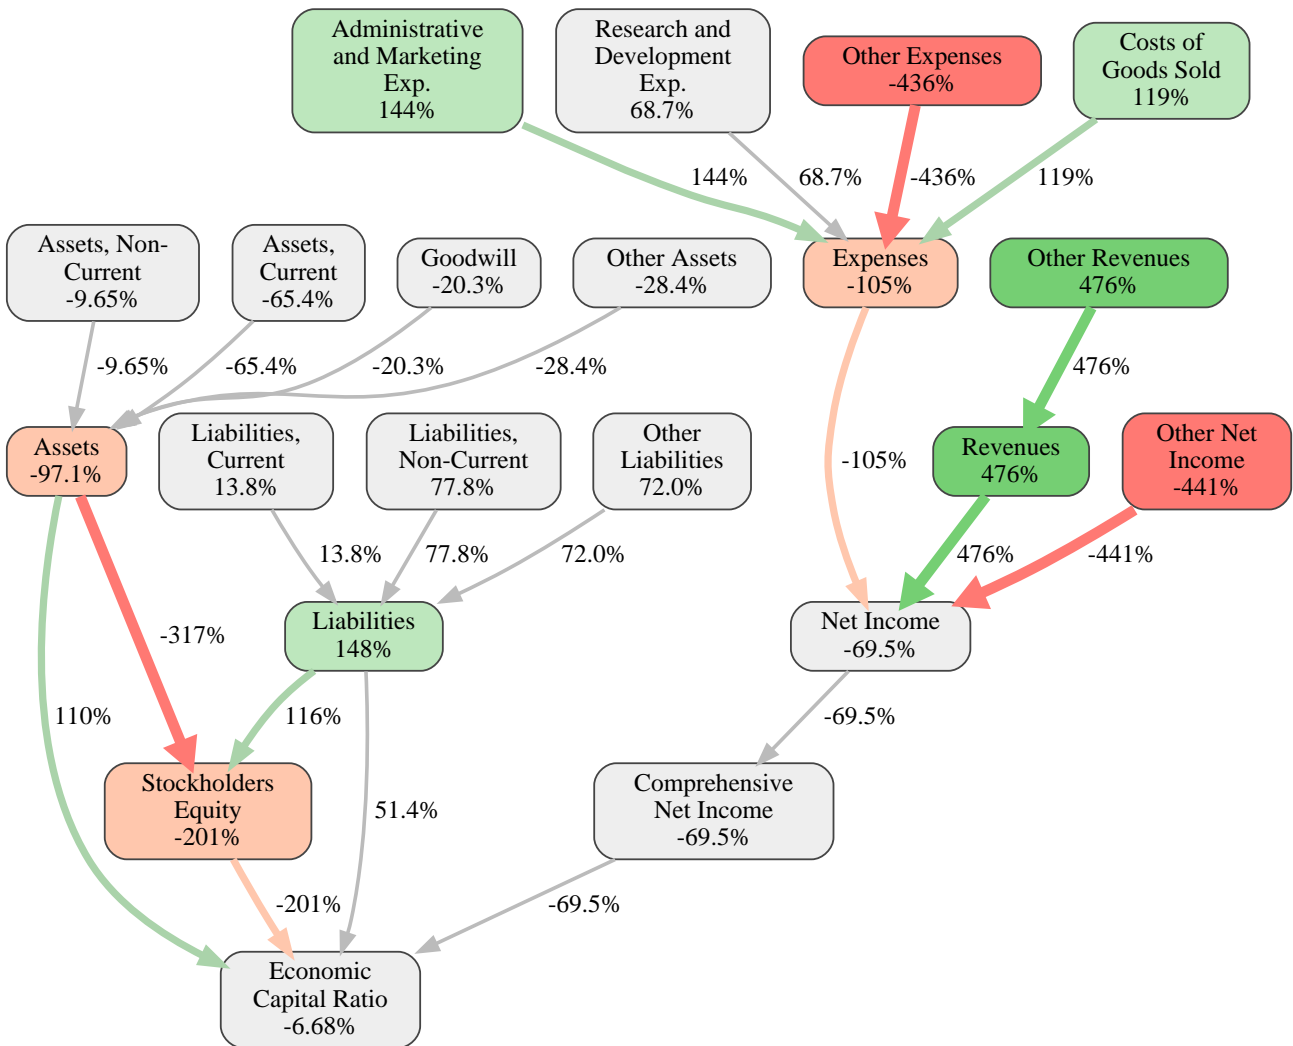 Administrative
and Marketing
Exp.
144%
Research and
Development
Exp.
68.7%
Other Expenses
-436%
Costs of
Goods Sold
119%
144%
68.7%
-436%
119%
Assets, Non-
Current
-9.65%
Assets,
Current
-65.4%
Goodwill
-20.3%
Other Assets
-28.4%
Expenses
-105%
Other Revenues
476%
-9.65%
-65.4%
-20.3%
-28.4%
476%
Assets
-97.1%
Liabilities,
Current
13.8%
Liabilities,
Non-Current
77.8%
Other
Liabilities
72.0%
-105%
Revenues
476%
Other Net
Income
-441%
13.8%
77.8%
72.0%
476%
-441%
-317%
Liabilities
148%
Net Income
-69.5%
110%
116%
-69.5%
Stockholders
Equity
-201%
51.4%
Comprehensive
Net Income
-69.5%
-201%
-69.5%
Economic
Capital Ratio
-6.68%